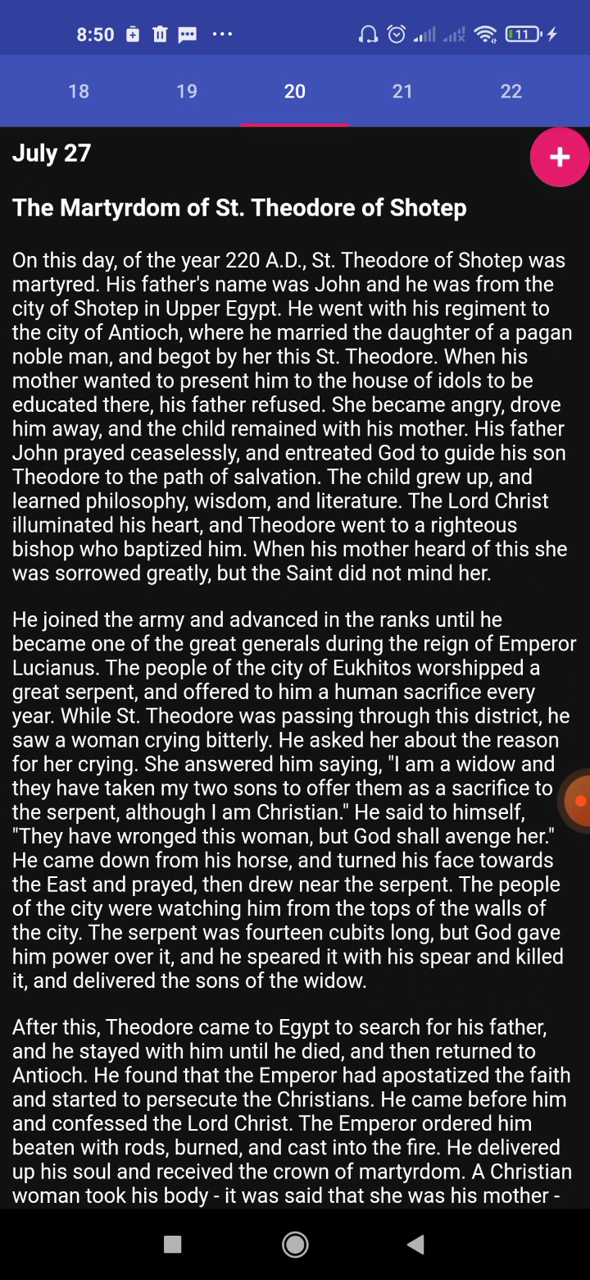 8:50
11
18 19 20 21 22
July 27
+
The Martyrdom of St. Theodore of Shotep
On this day, of the year 220 A.D., St. Theodore of Shotep was
martyred. His father's name was John and he was from the
city of Shotep in Upper Egypt. He went with his regiment to
the city of Antioch, where he married the daughter of a pagan
noble man, and begot by her this St. Theodore. When his
mother wanted to present him to the house of idols to be
educated there, his father refused. She became angry, drove
him away, and the child remained with his mother. His father
John prayed ceaselessly, and entreated God to guide his son
Theodore to the path of salvation. The child grew up, and
learned philosophy, wisdom, and literature. The Lord Christ
illuminated his heart, and Theodore went to a righteous
bishop who baptized him. When his mother heard of this she
was sorrowed greatly, but the Saint did not mind her.
He joined the army and advanced in the ranks until he
became one of the great generals during the reign of Emperor
Lucianus. The people of the city of Eukhitos worshipped a
great serpent, and offered to him a human sacrifice every
year. While St. Theodore was passing through this district, he
saw a woman crying bitterly. He asked her about the reason
for her crying. She answered him saying, "I am a widow and
they have taken my two sons to offer them as a sacrifice to
the serpent, although I am Christian." He said to himself,
"They have wronged this woman, but God shall avenge her."
He came down from his horse, and turned his face towards
the East and prayed, then drew near the serpent. The people
of the city were watching him from the tops of the walls of
the city. The serpent was fourteen cubits long, but God gave
him power over it, and he speared it with his spear and killed
it, and delivered the sons of the widow.
After this, Theodore came to Egypt to search for his father,
and he stayed with him until he died, and then returned to
Antioch. He found that the Emperor had apostatized the faith
and started to persecute the Christians. He came before him
and confessed the Lord Christ. The Emperor ordered him
beaten with rods, burned, and cast into the fire. He delivered
up his soul and received the crown of martyrdom. A Christian
woman took his body - it was said that she was his mother -